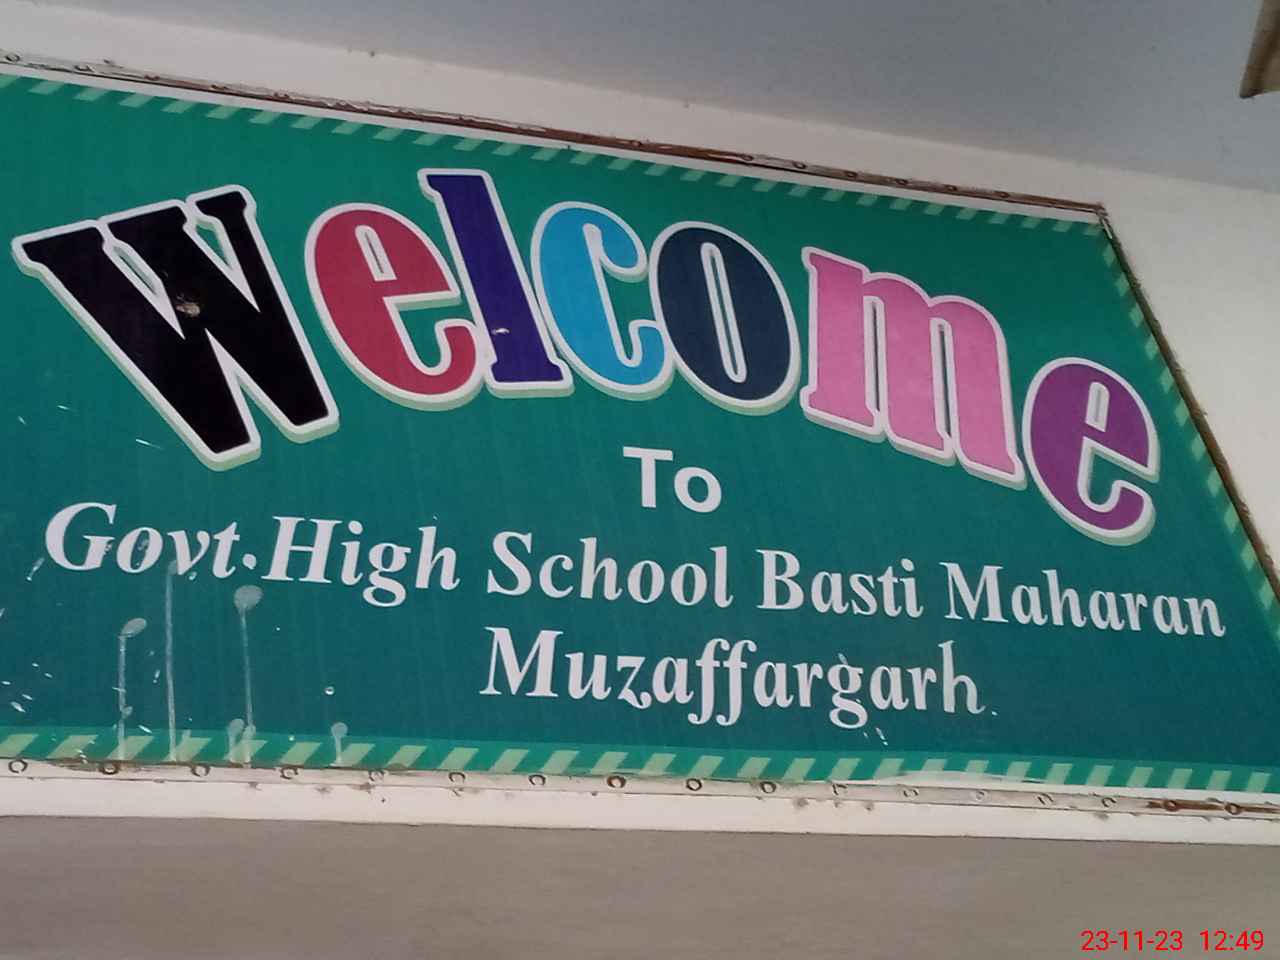 Welcome
To
Govt.High School Basti Maharan
Muzaffargarh
23-11-23 12:49